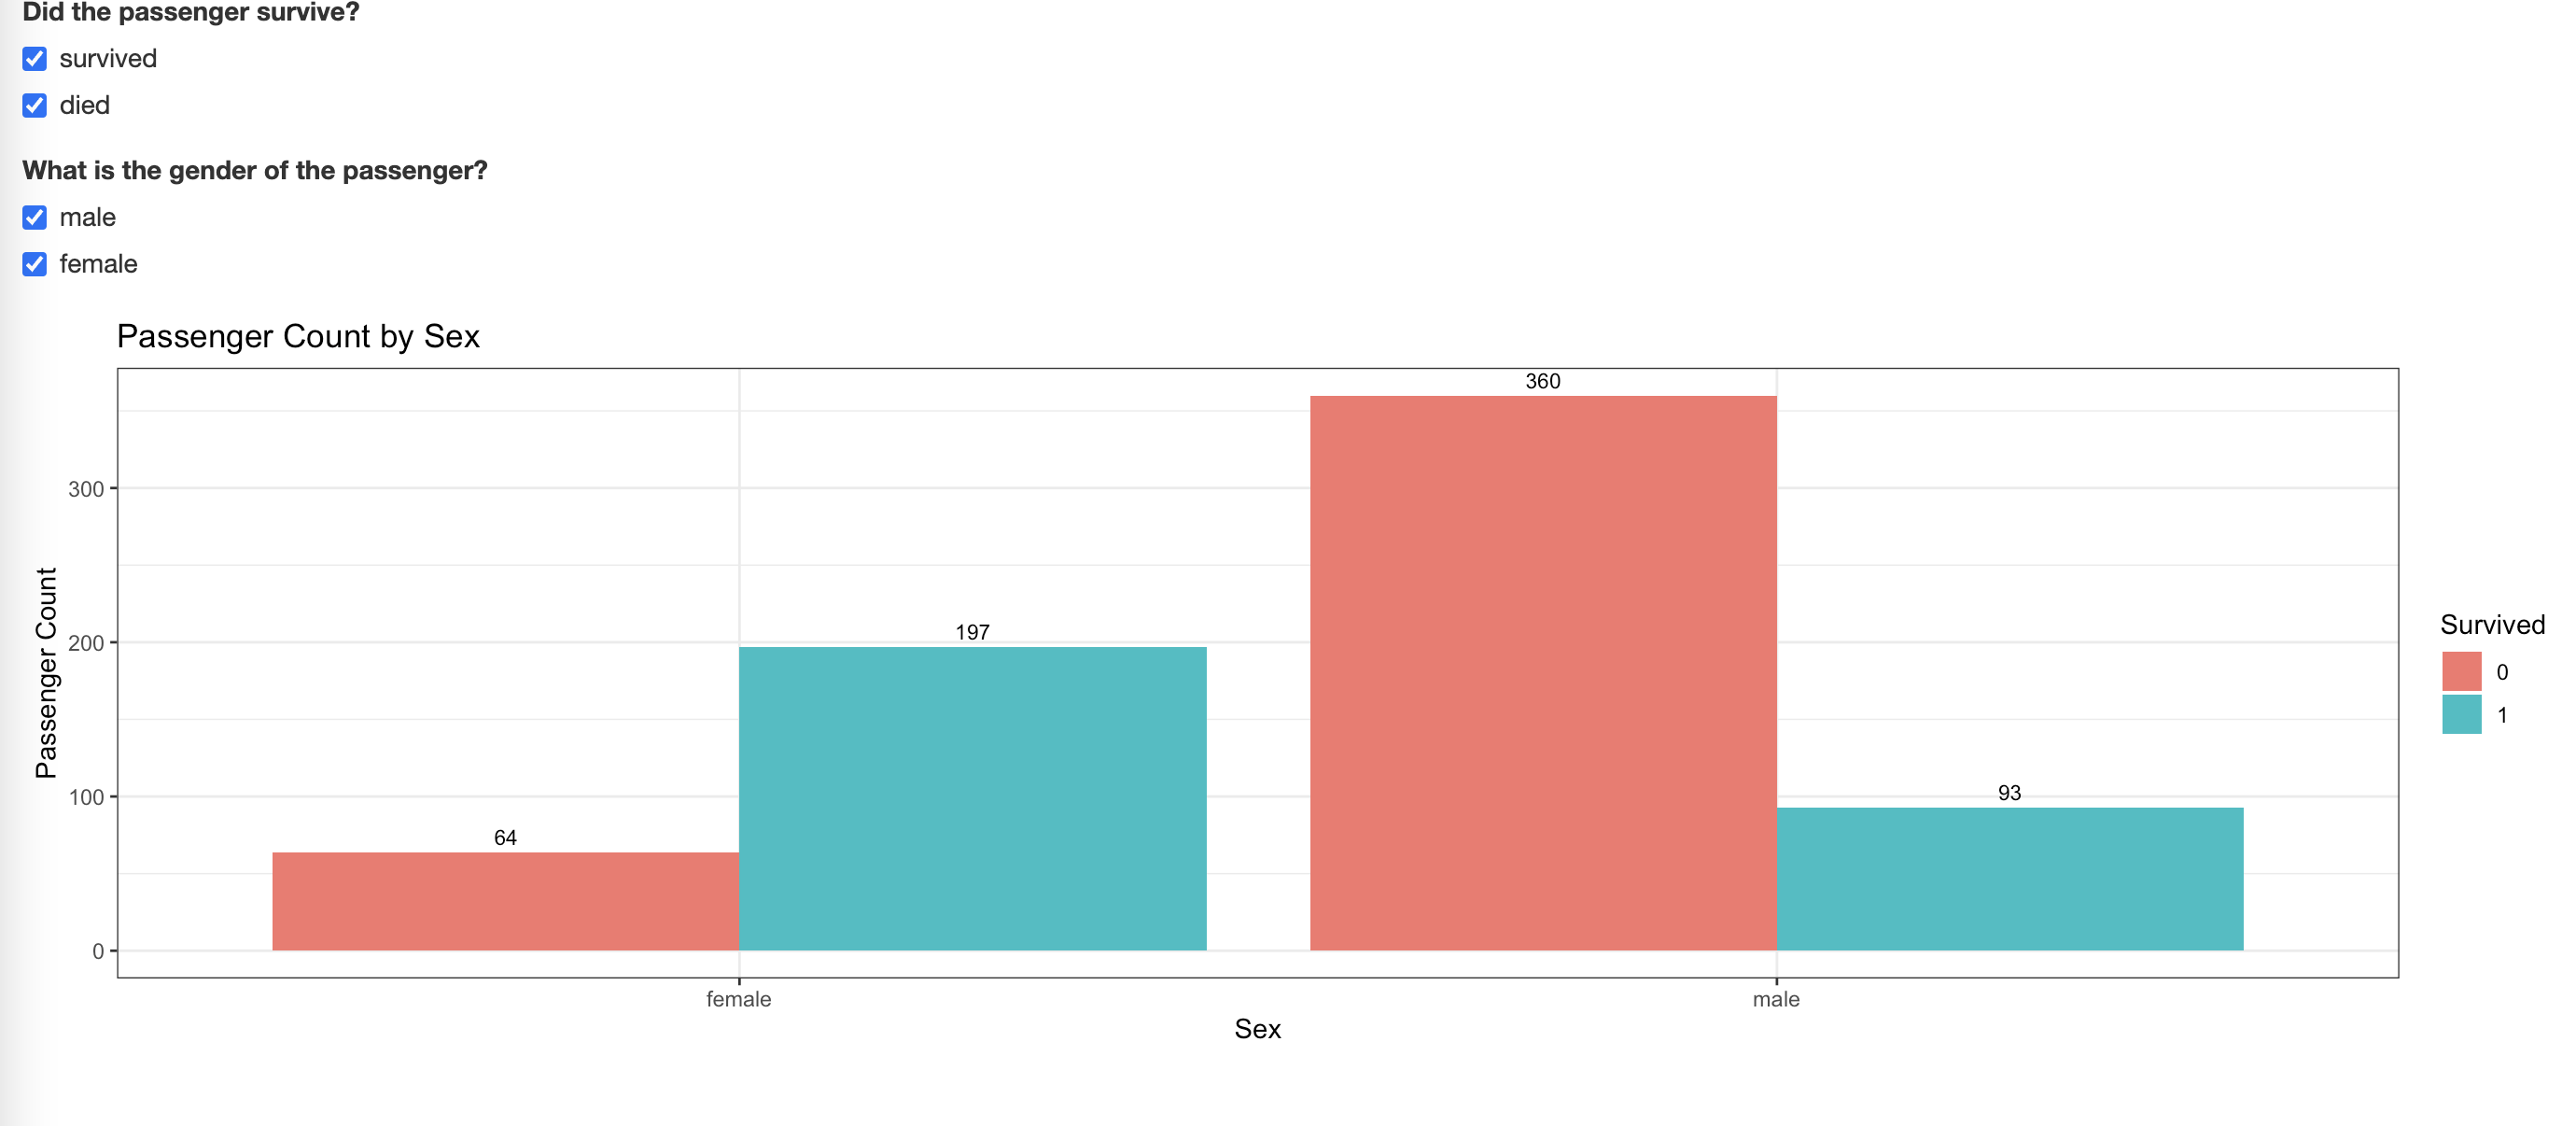 Did the passenger survive?
survived
died
What is the gender of the passenger?
male
female
Passenger Count by Sex
360
300
Passenger Count
197
200
Survived
0
1
100
93
64
0
female
male
Sex